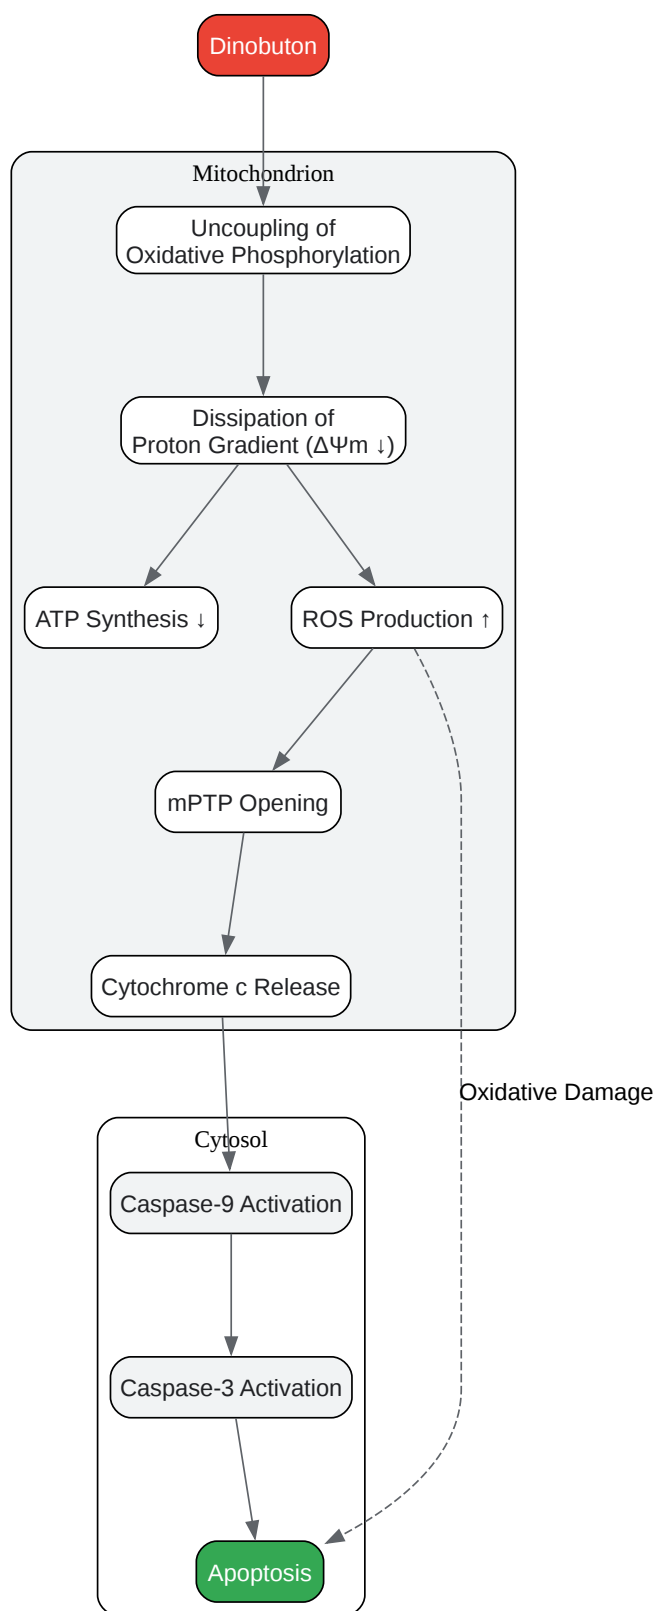 Dinobuton
Mitochondrion
Uncoupling of
Oxidative Phosphorylation
Dissipation of
Proton Gradient (ΔΨm ↓)
ATP Synthesis ↓
ROS Production ↑
mPTP Opening
Cytochrome c Release
Oxidative Damage
Cytosol
Caspase-9 Activation
Caspase-3 Activation
Apoptosis